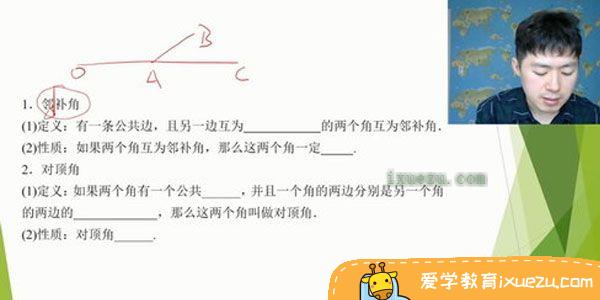 B
O
A
C
1. 邻补角
(1)定义：有一条公共边，且另一边互为__________的两个角互为邻补角.
(2)性质：如果两个角互为邻补角，那么这两个角一定____.
2. 对顶角
ixuezu.com
(1)定义：如果两个角有一个公共_____，并且一个角的两边分别是另一个角
的两边的___________，那么这两个角叫做对顶角.
(2)性质：对顶角_____.
爱学教育ixuezu.com